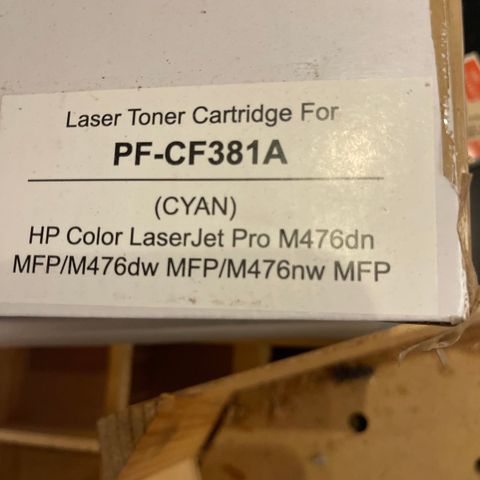 Laser Toner Cartridge For
PF-CF381A
(CYAN)
HP Color LaserJet Pro M476dn
MFP/M476dw MFP/M476nw MFP